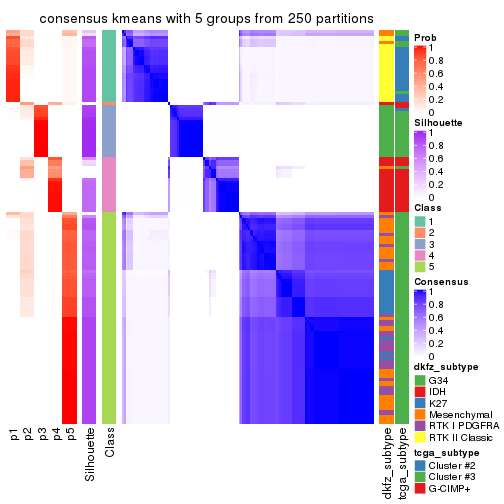 consensus kmeans with 5 groups from 250 partitions
Prob
1
0.8
0.6
0.4
0.2
0
Silhouette
1
0.8
0.6
0.4
0.2
0
Class
1
2
3
4
5
Consensus
1
0.8
0.6
0.4
0.2
0
dkfz_subtype
G34
IDH
K27
Mesenchymal
RTK I PDGFRA
RTK II Classic
tcga_subtype
Cluster #2
Cluster #3
G-CIMP+
p1
p2
p3
p4
p5
Silhouette
Class
dkfz_subtype
tcga_subtype